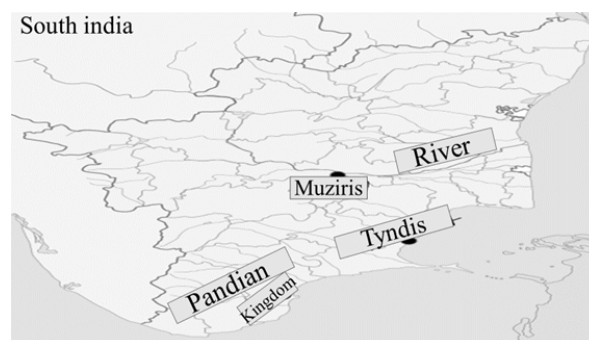 South india
River
Muziris
Tyndis
Pandian
Kingdom